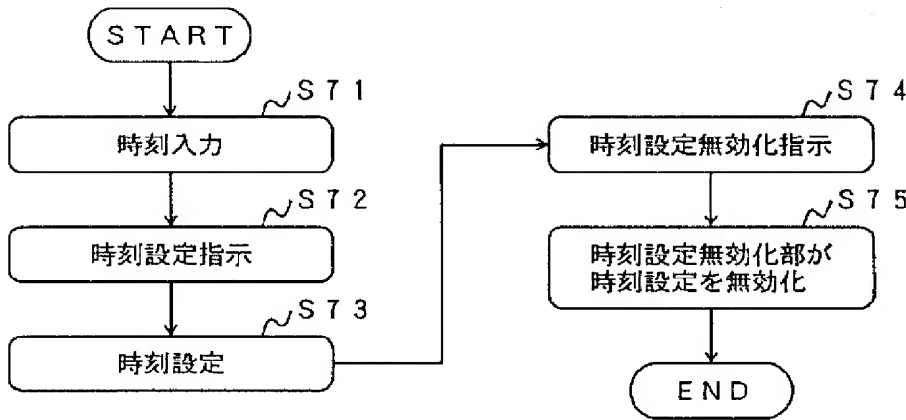 START
S71
時刻入力
S72
時刻設定指示
S73
時刻設定
S74
時刻設定無効化指示
S75
時刻設定無効化部が
時刻設定を無効化
END